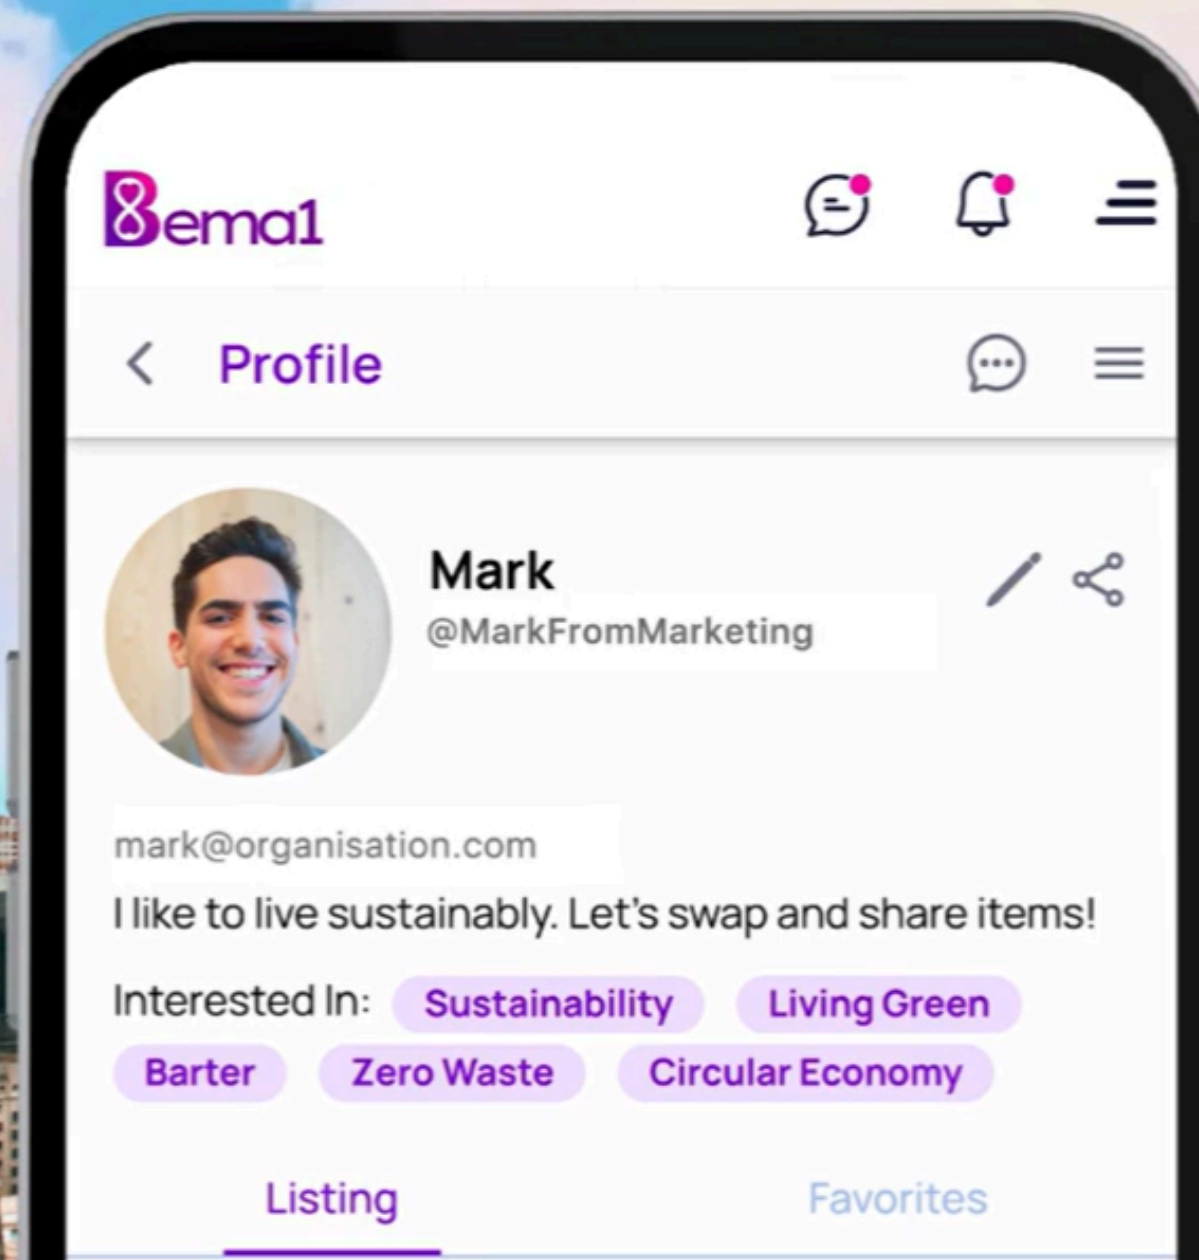 Bema1
Profile
Mark
@MarkFromMarketing
mark@organisation.com
I like to live sustainably. Let's swap and share items!
Interested In: Sustainability Living Green
Barter Zero Waste Circular Economy
Listing Favorites